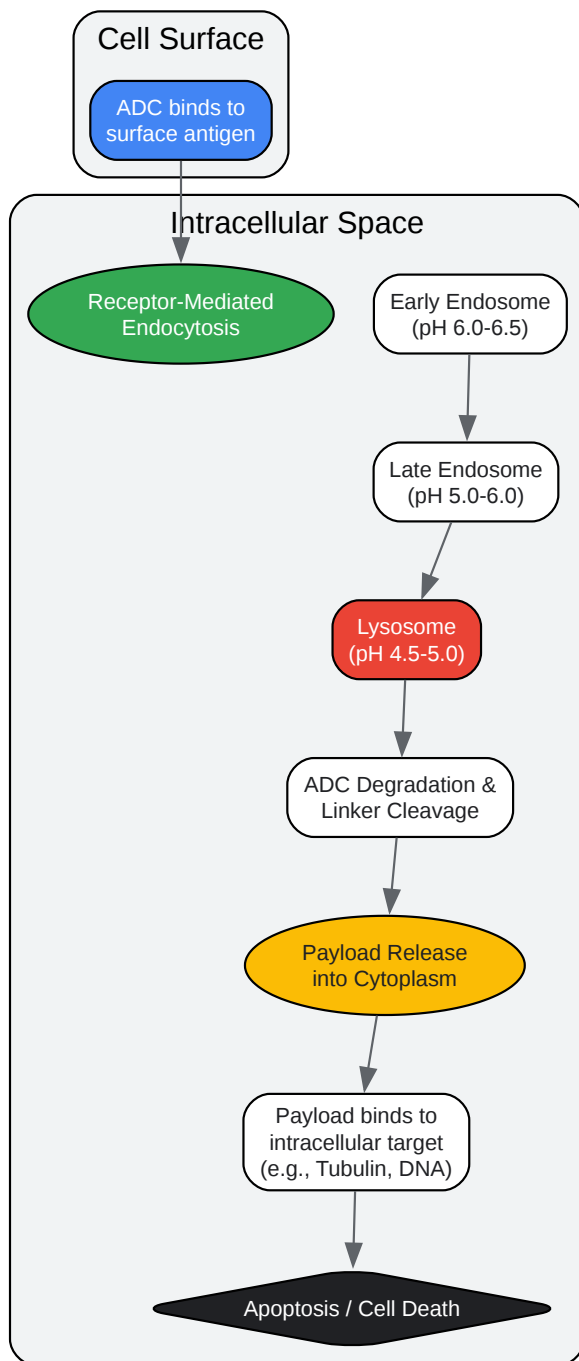 Cell Surface
ADC binds to
surface antigen
Intracellular Space
Receptor-Mediated
Endocytosis
Early Endosome
(pH 6.0-6.5)
Late Endosome
(pH 5.0-6.0)
Lysosome
(pH 4.5-5.0)
ADC Degradation &
Linker Cleavage
Payload Release
into Cytoplasm
Payload binds to
intracellular target
(e.g., Tubulin, DNA)
Apoptosis / Cell Death